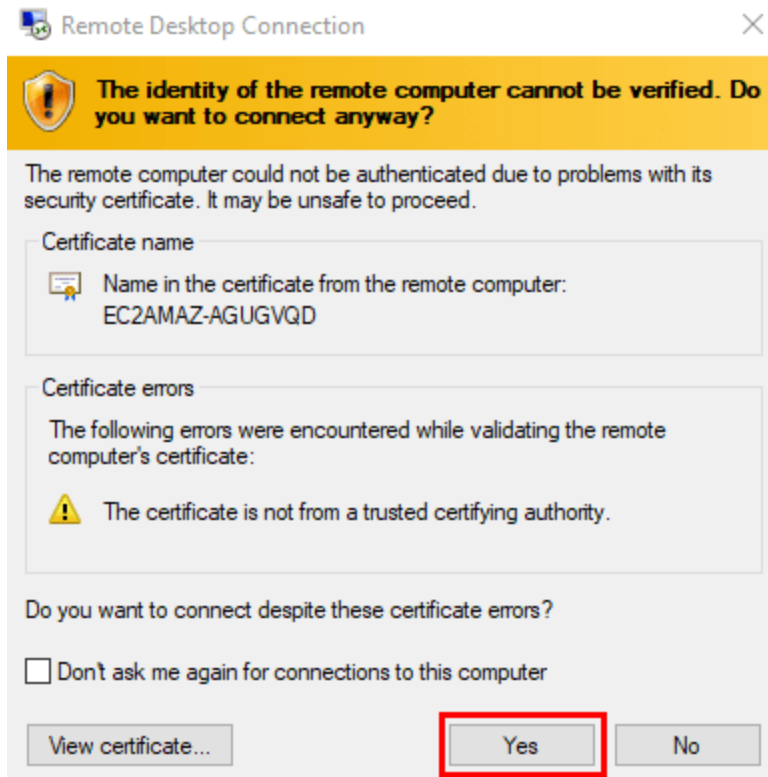 Remote Desktop Connection
The identity of the remote computer cannot be verified. Do
you want to connect anyway?
The remote computer could not be authenticated due to problems with its
security certificate. It may be unsafe to proceed.
Certificate name
Name in the certificate from the remote computer:
EC2AMAZ-AGUGVQD
Certificate errors
The following errors were encountered while validating the remote
computer's certificate:
The certificate is not from a trusted certifying authority.
Do you want to connect despite these certificate errors?
Don't ask me again for connections to this computer
View certificate... Yes No